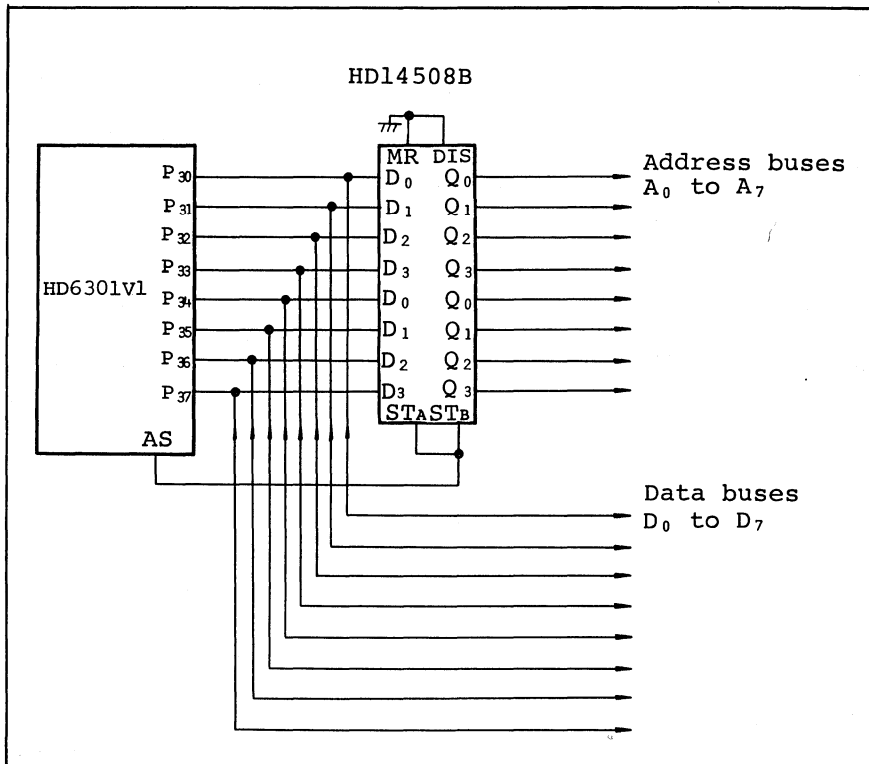 HD14508B
MR DIS
P₃₀ D₀ Q₀ Address buses
A₀ to A₇
P₃₁ D₁ Q₁
P₃₂ D₂ Q₂
P₃₃ D₃ Q₃
HD6301V1
P₃₄ D₀ Q₀
P₃₅ D₁ Q₁
P₃₆ D₂ Q₂
P₃₇ D₃ Q₃
STA STB
AS
Data buses
D₀ to D₇